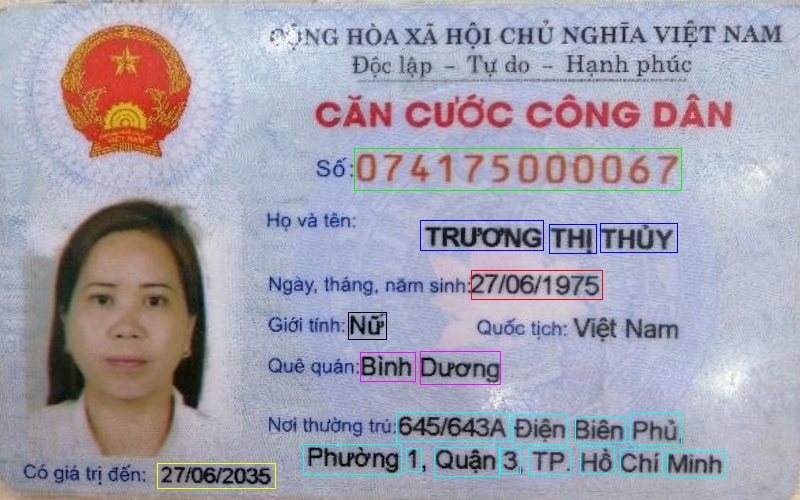 CỘNG HÒA XÃ HỘI CHỦ NGHĨA VIỆT NAM
Độc lập - Tự do - Hạnh phúc
CĂN CƯỚC CÔNG DÂN
Số: 074175000067
Họ và tên:
TRƯƠNG THỊ THỦY
Ngày, tháng, năm sinh: 27/06/1975
Giới tính: Nữ Quốc tịch: Việt Nam
Quê quán: Bình Dương
Nơi thường trú: 645/643A Điện Biên Phủ,
Phường 1, Quận 3, TP. Hồ Chí Minh
Có giá trị đến: 27/06/2035